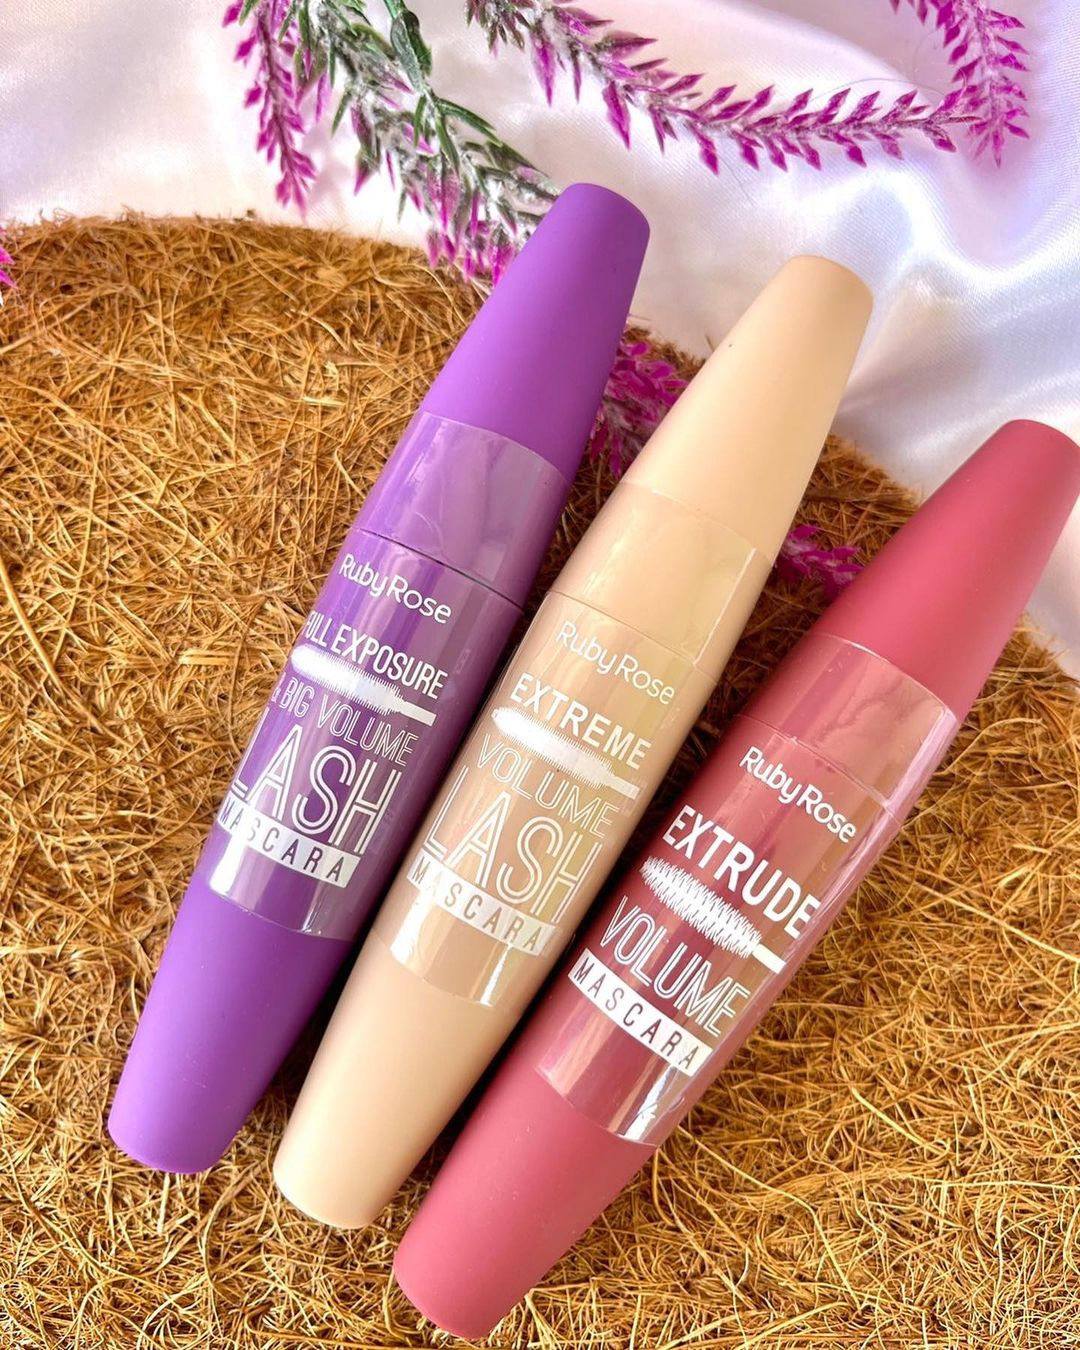 RubyRose
FULL EXPOSURE
& BIG VOLUME
LASH
MASCARA
RubyRose
EXTREME
VOLUME
LASH
MASCARA
RubyRose
EXTRUDE
VOLUME
MASCARA